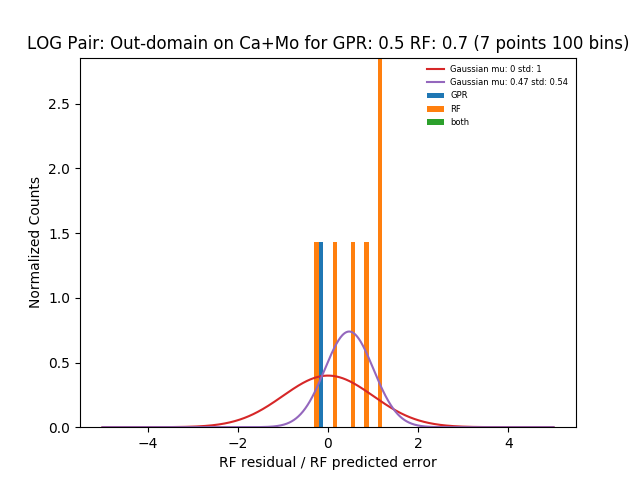 LOG Pair: Out-domain on Ca+Mo for GPR: 0.5 RF: 0.7 (7 points 100 bins)
Gaussian mu: 0 std: 1
Gaussian mu: 0.47 std: 0.54
GPR
RF
both
Normalized Counts
2.5
2.0
1.5
1.0
0.5
0.0
−4
−2
0
2
4
RF residual / RF predicted error